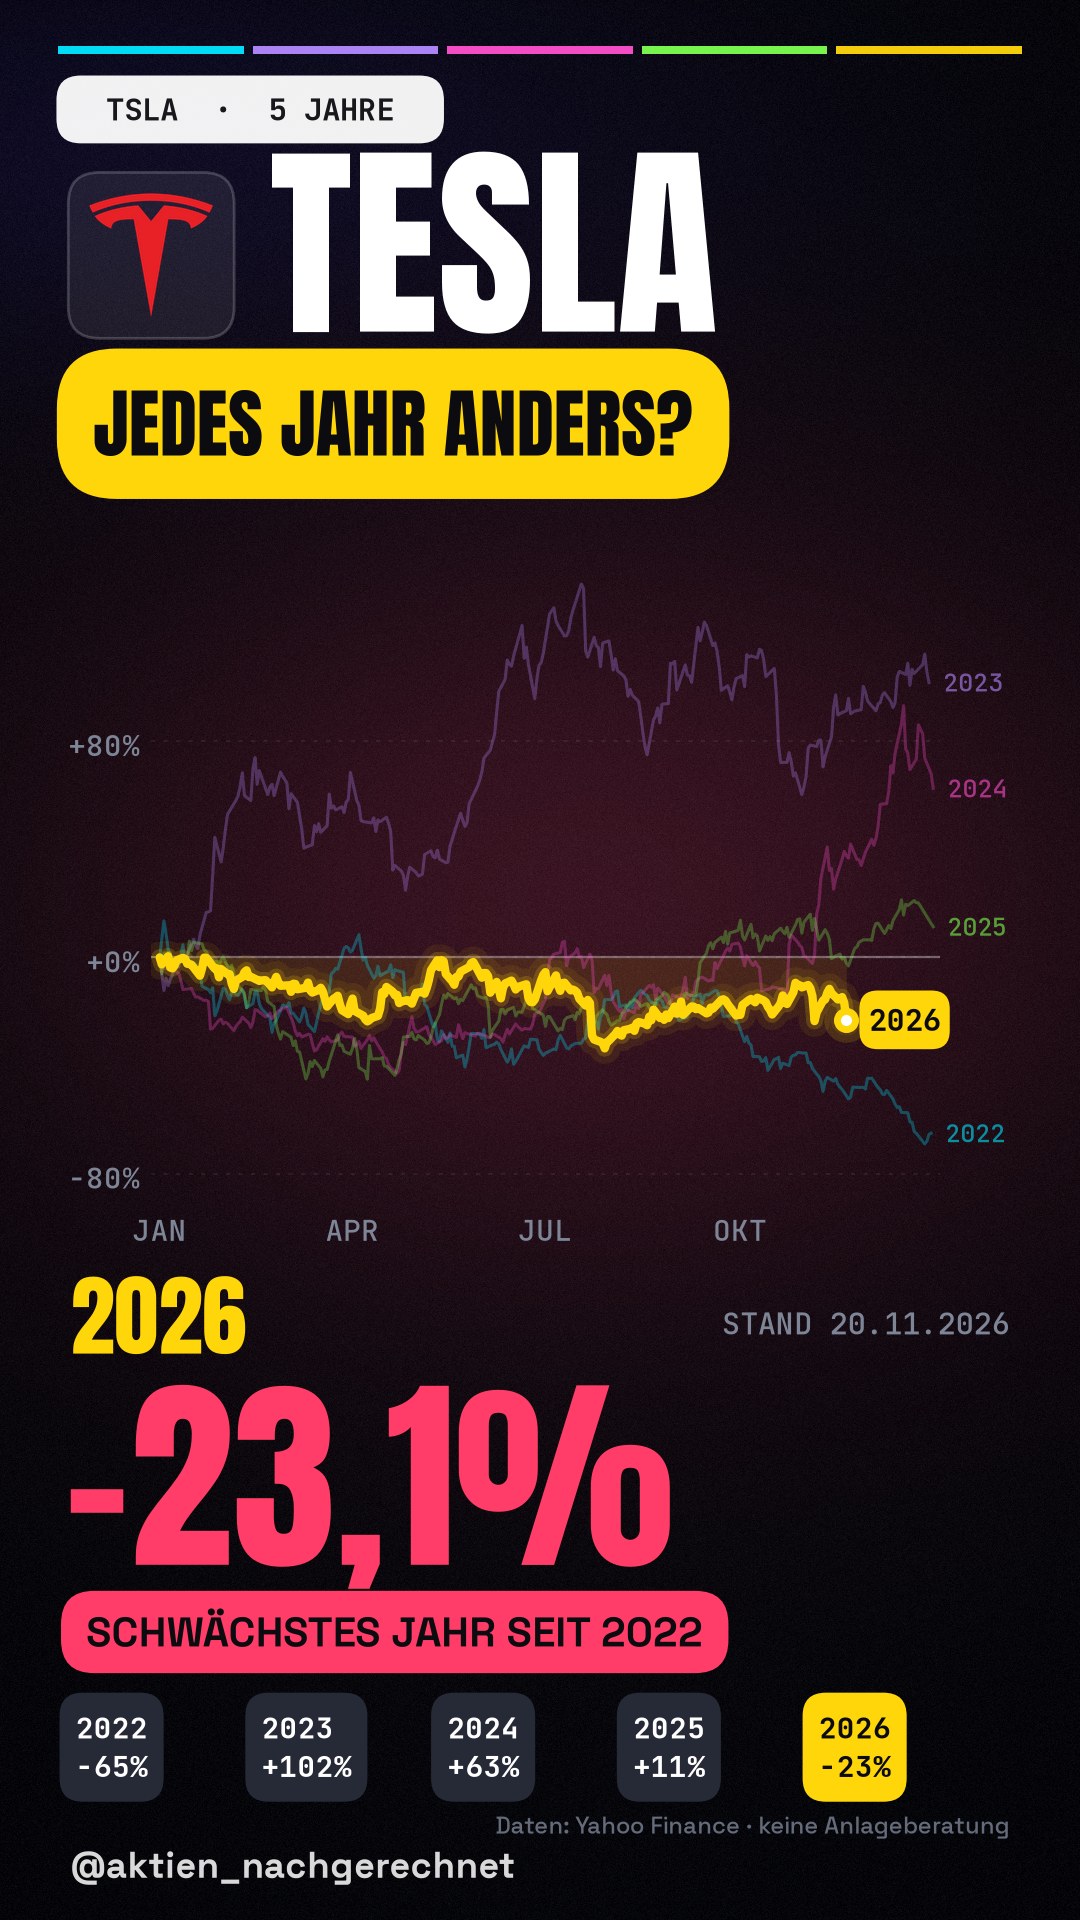 TSLA · 5 JAHRE
TESLA
JEDES JAHR ANDERS?
2023
+80%
2024
2025
+0%
2026
2022
-80%
JAN APR JUL OKT
2026
STAND 20.11.2026
-23,1%
SCHWÄCHSTES JAHR SEIT 2022
2022 2023 2024 2025 2026
-65% +102% +63% +11% -23%
Daten: Yahoo Finance · keine Anlageberatung
@aktien_nachgerechnet